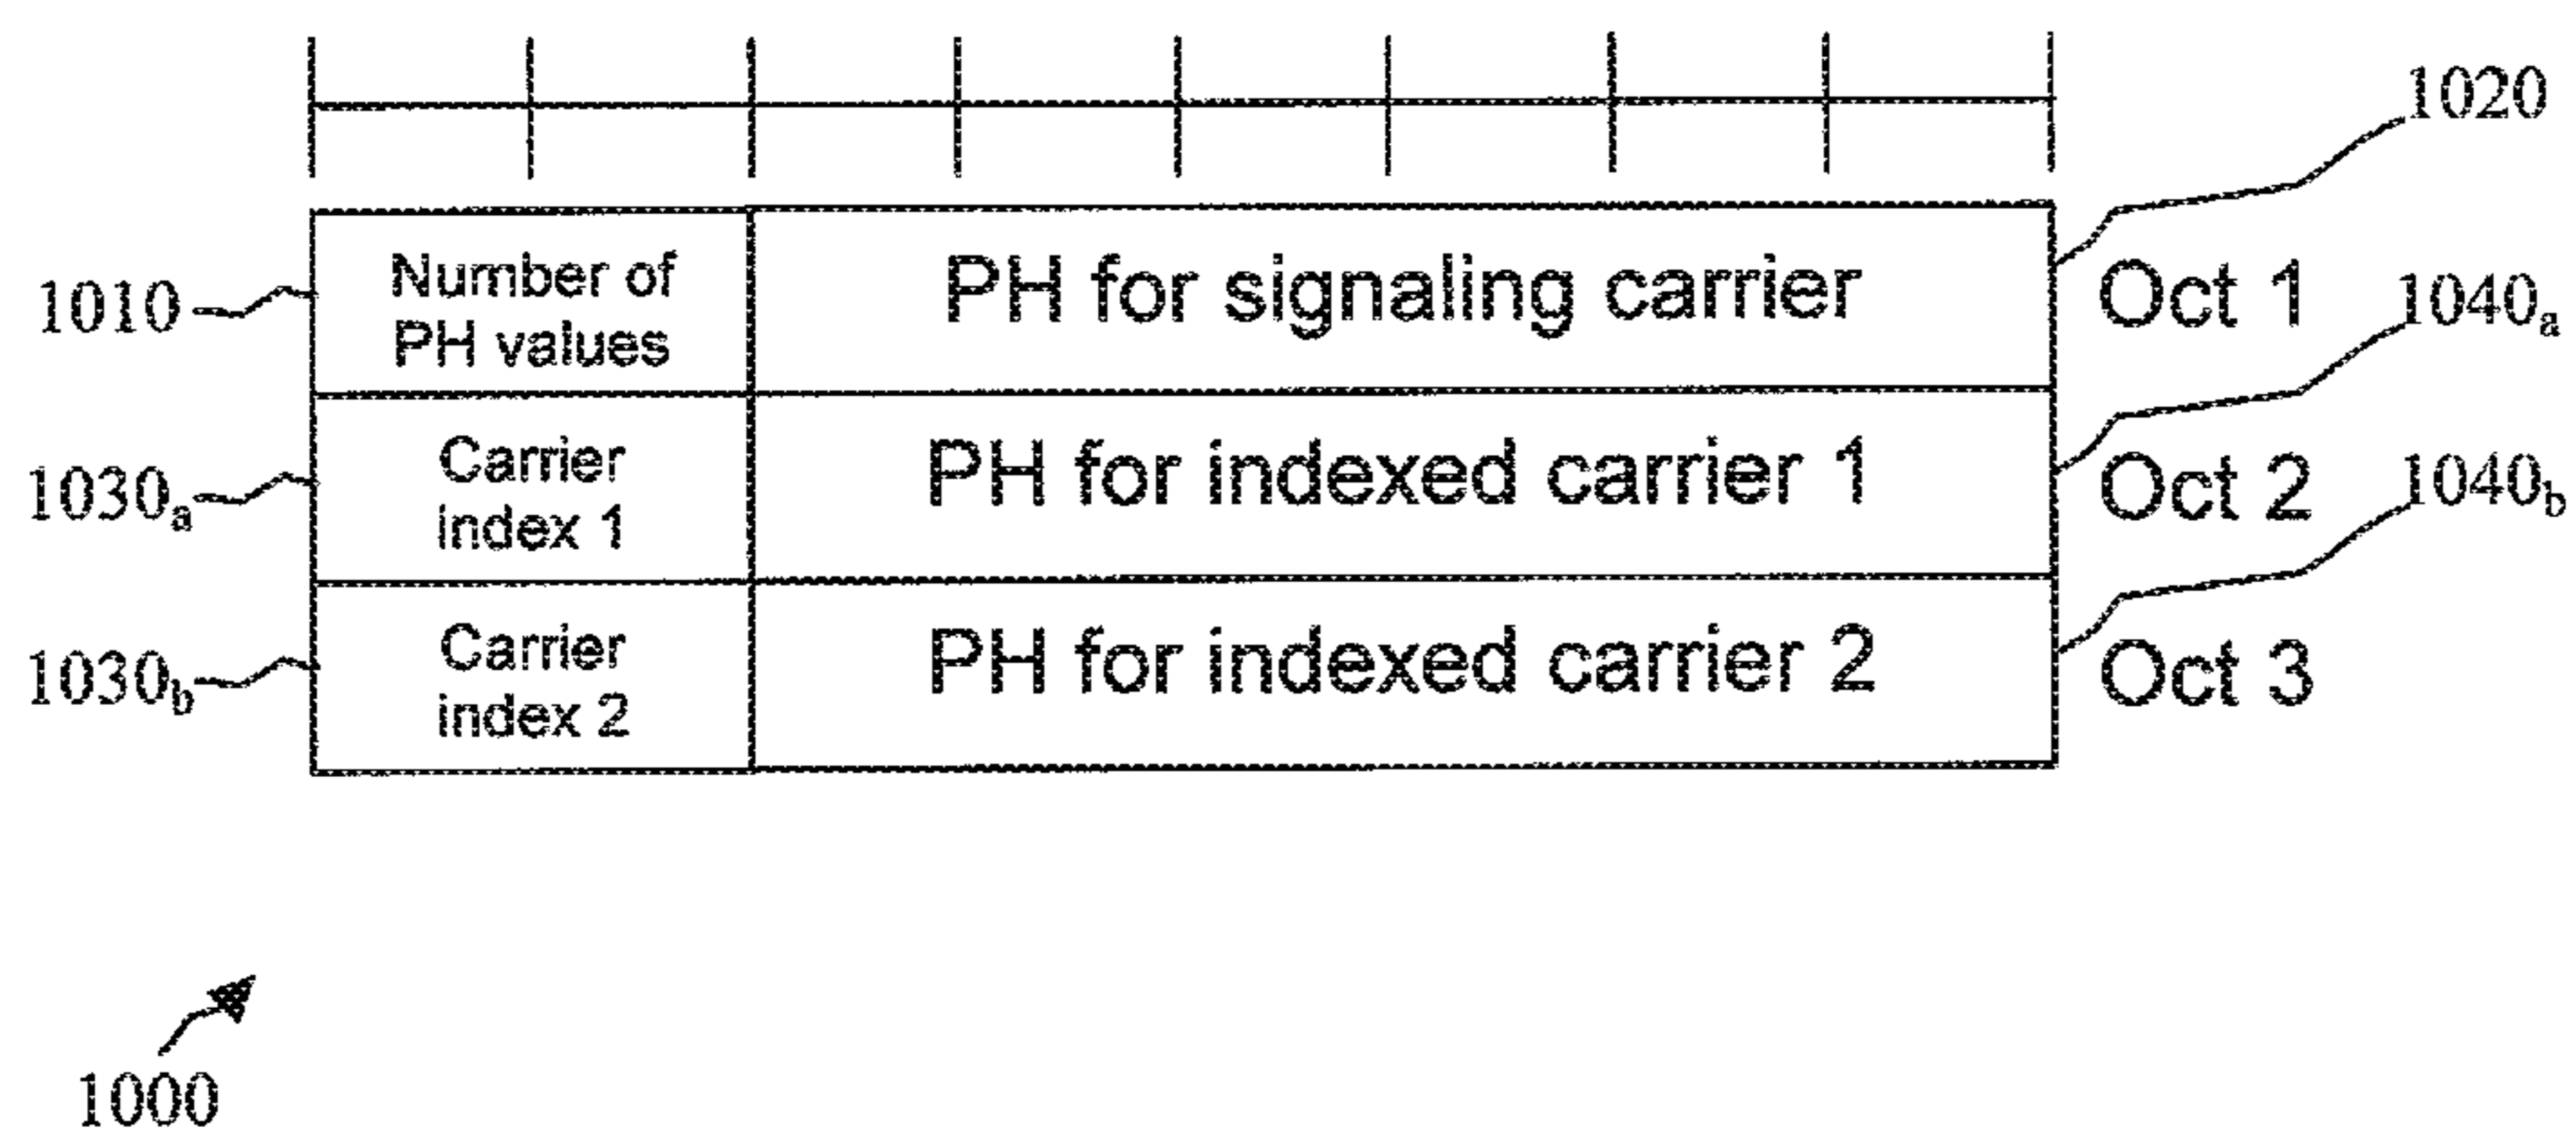 1020
1010
Number of
PH values
PH for signaling carrier
Oct 1
1040a
1030a
Carrier
index 1
PH for indexed carrier 1
Oct 2
1040b
1030b
Carrier
index 2
PH for indexed carrier 2
Oct 3
1000